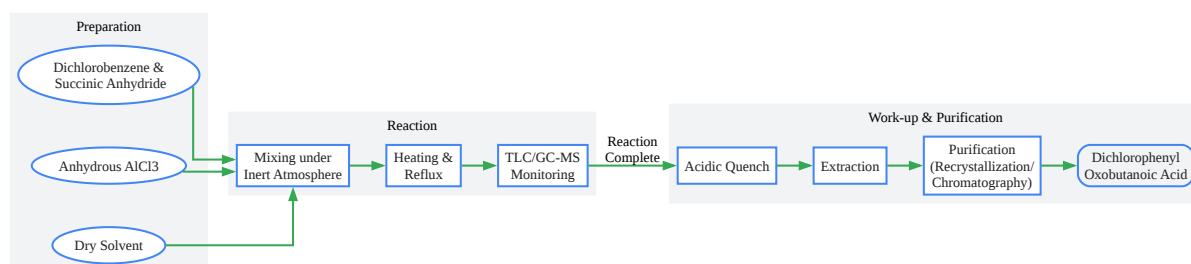 Preparation
Dichlorobenzene &
Succinic Anhydride
Anhydrous AlCl3
Dry Solvent
Reaction
Mixing under
Inert Atmosphere
Heating &
Reflux
TLC/GC-MS
Monitoring
Reaction
Complete
Work-up & Purification
Acidic Quench
Extraction
Purification
(Recrystallization/
Chromatography)
Dichlorophenyl
Oxobutanoic Acid